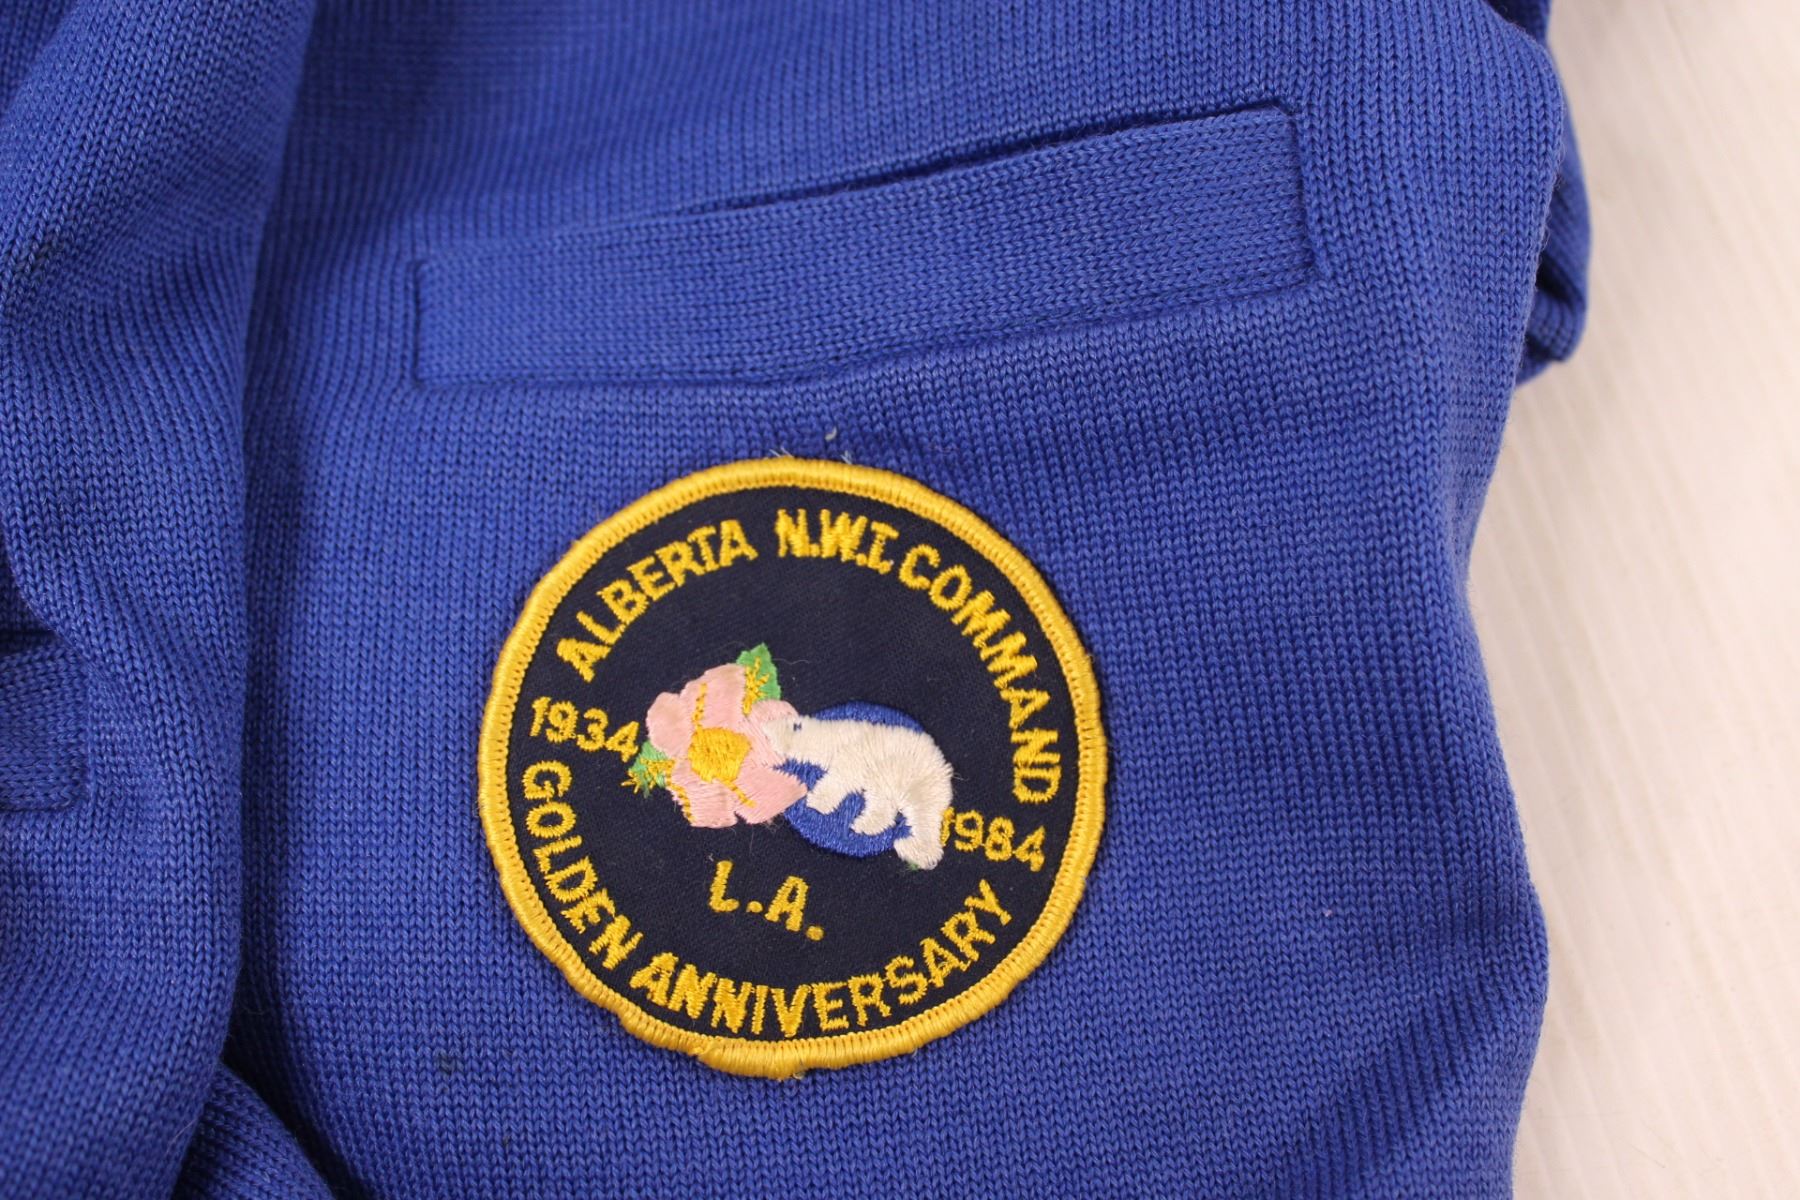 ALBERTA N.W.T. COMMAND
1934
1984
L.A.
GOLDEN ANNIVERSARY